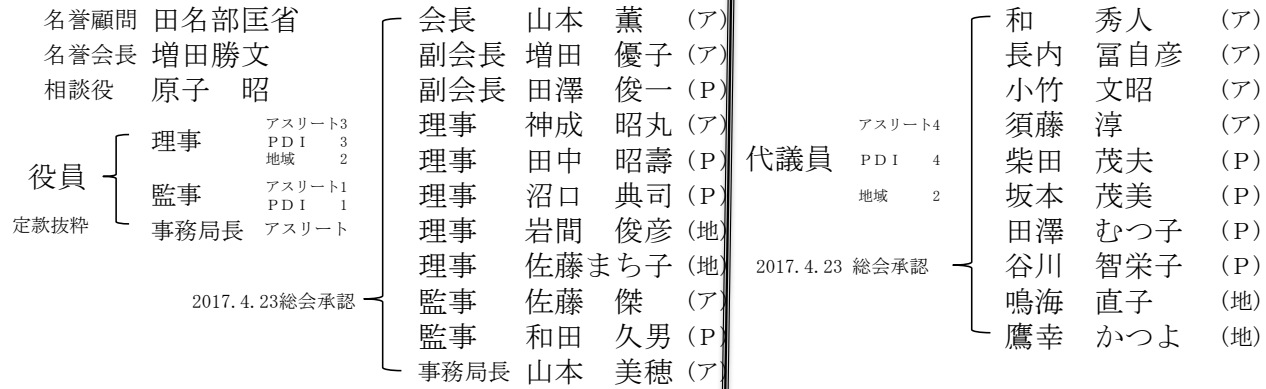 名誉顧問 田名部匡省
名誉会長 増田勝文
相談役 原子 昭
役員
定款抜粋
理事
アスリート3
PDI 3
地域 2
監事
アスリート1
PDI 1
事務局長 アスリート
2017.4.23総会承認
会長 山本 薫 (ア)
副会長 増田 優子 (ア)
副会長 田澤 俊一 (P)
理事 神成 昭丸 (ア)
理事 田中 昭壽 (P)
理事 沼口 典司 (P)
理事 岩間 俊彦 (地)
理事 佐藤まち子 (地)
監事 佐藤 傑 (ア)
監事 和田 久男 (P)
事務局長 山本 美穂 (ア)
代議員
アスリート4
PDI 4
地域 2
2017.4.23 総会承認
和 秀人 (ア)
長内 冨自彦 (ア)
小竹 文昭 (ア)
須藤 淳 (ア)
柴田 茂夫 (P)
坂本 茂美 (P)
田澤 むつ子 (P)
谷川 智栄子 (P)
鳴海 直子 (地)
鷹幸 かつよ (地)